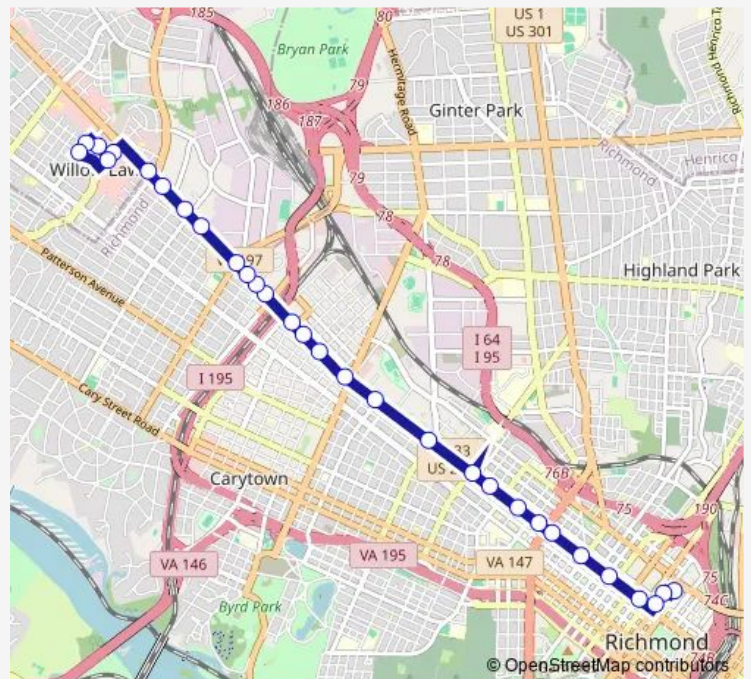 185
80
US 1
US 301
Bryan Park
Hermitage Road
79
186
187
Ginter Park
Richmond
Henrico
79
78
78
Richmond
Patterson Avenue
Highland Park
I 64
I 95
I 195
Cary Street Road
33
US
76B
Carytown
75
190
VA 146
VA 195
VA 147
75
74C
Byrd Park
Richmond
© OpenStreetMap contributors